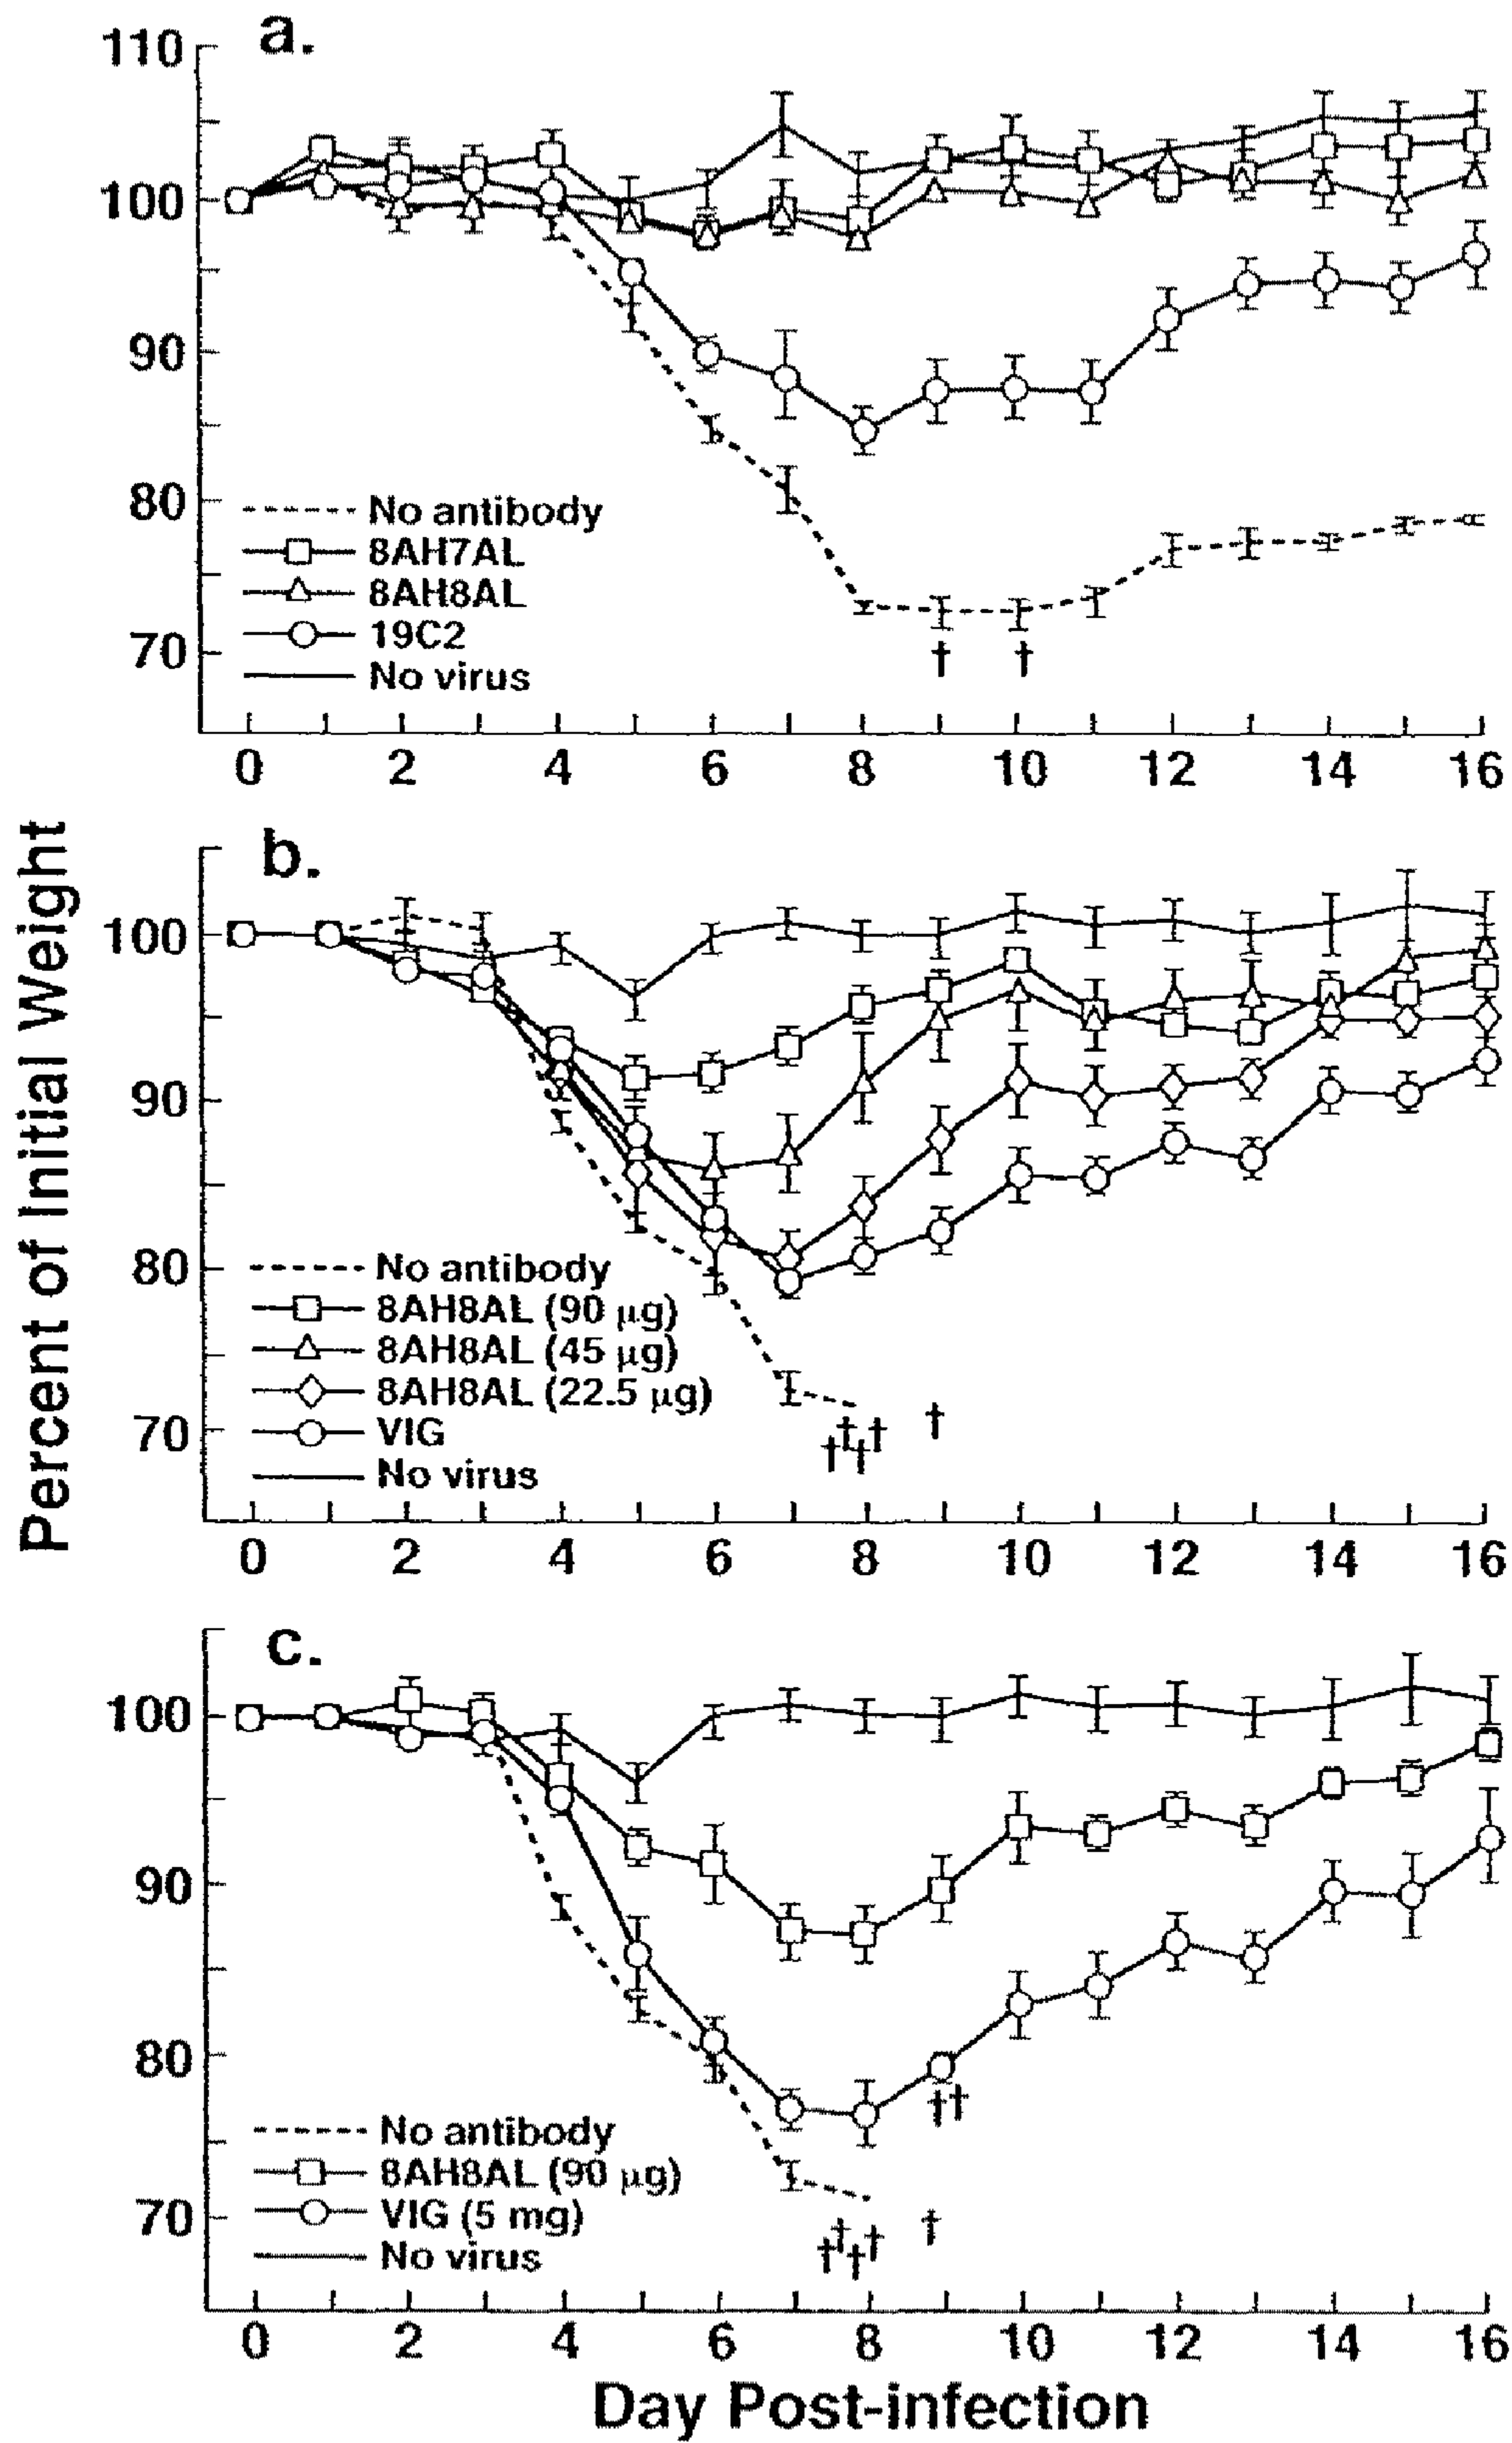 a.
110
100
90
80
70
No antibody
8AH7AL
8AH8AL
19C2
No virus
† †
0 2 4 6 8 10 12 14 16
Percent of Initial Weight
b.
100
90
80
70
No antibody
8AH8AL (90 μg)
8AH8AL (45 μg)
8AH8AL (22.5 μg)
VIG
No virus
† † † † †
0 2 4 6 8 10 12 14 16
c.
100
90
80
70
††
No antibody
8AH8AL (90 μg)
VIG (5 mg)
No virus
† † † † †
0 2 4 6 8 10 12 14 16
Day Post-infection